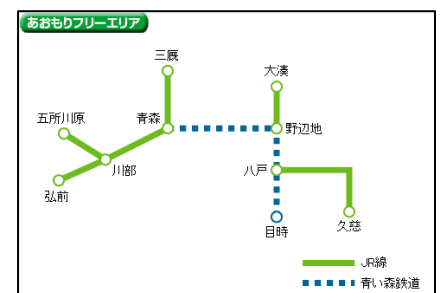 あおもりフリーエリア
三厩
大湊
五所川原
青森
野辺地
川部
八戸
弘前
目時
久慈
JR線
青い森鉄道